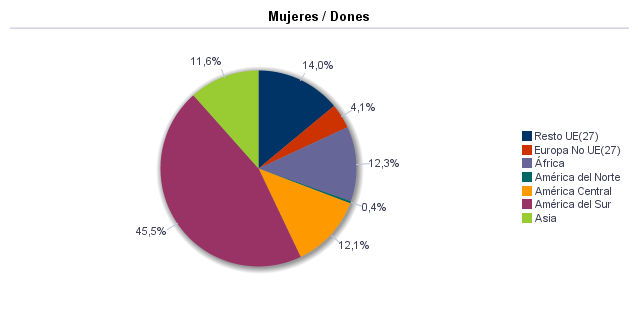 Mujeres / Dones
11,6%
14,0%
4,1%
12,3%
0,4%
12,1%
45,5%
Resto UE(27)
Europa No UE(27)
África
América del Norte
América Central
América del Sur
Asia